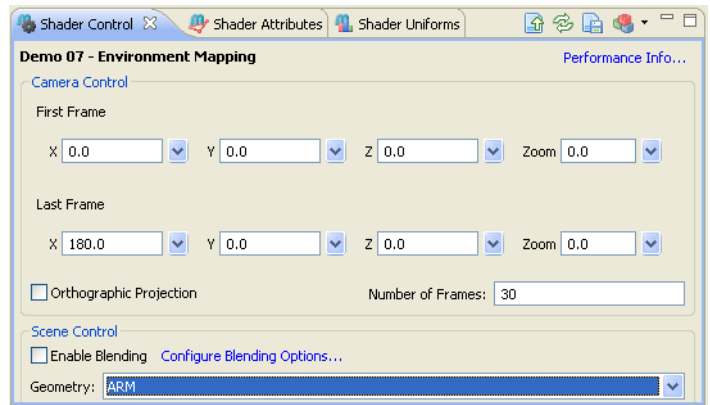 Shader Control Shader Attributes Shader Uniforms
Demo 07 - Environment Mapping Performance Info...
Camera Control
First Frame
X 0.0 Y 0.0 Z 0.0 Zoom 0.0
Last Frame
X 180.0 Y 0.0 Z 0.0 Zoom 0.0
Orthographic Projection Number of Frames: 30
Scene Control
Enable Blending Configure Blending Options...
Geometry: ARM